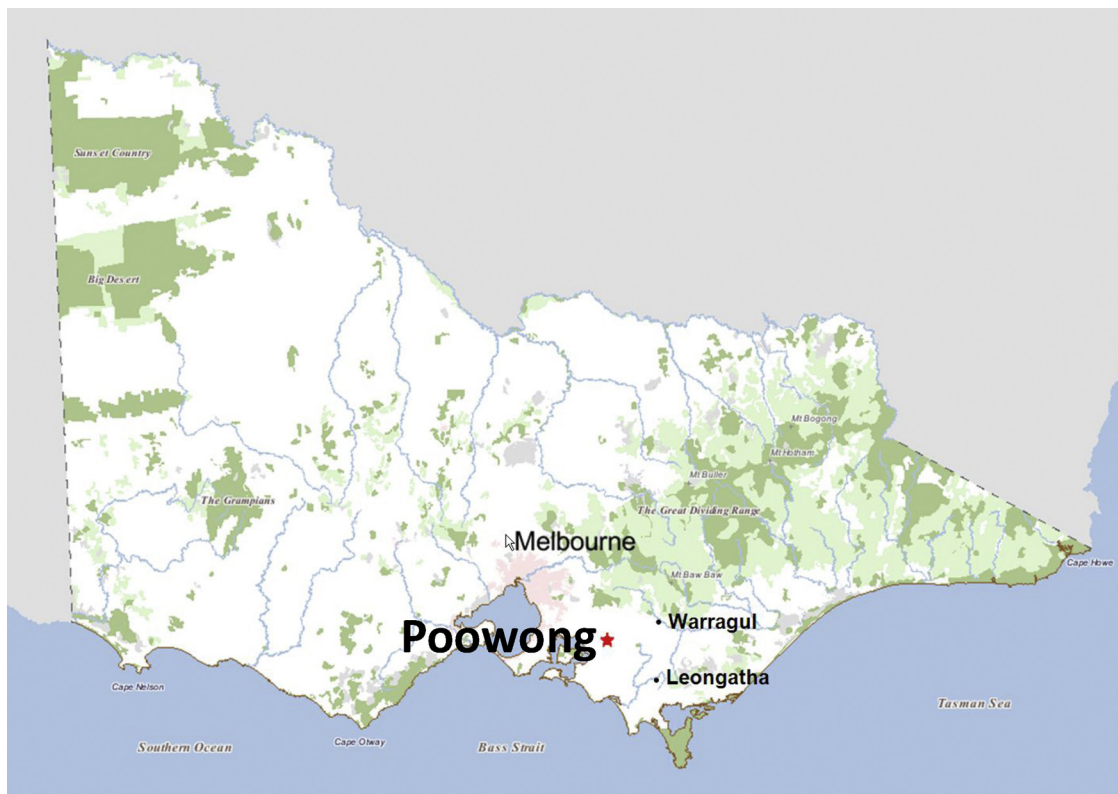 Sunset Country
Big Desert
Mt Bogong
Mt Hotham
Mt Buller
The Grampians
The Great Dividing Range
Melbourne
Cape Howe
Mt Baw Baw
Warragul
Poowong
Leongatha
Cape Nelson
Tasman Sea
Cape Otway
Southern Ocean
Bass Strait